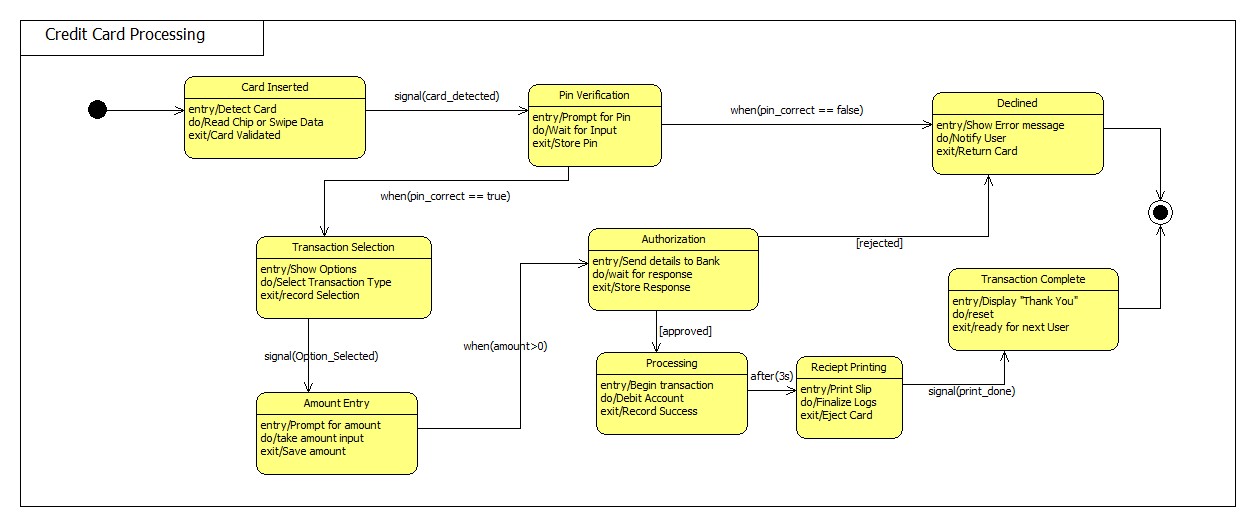 Credit Card Processing
Card Inserted
entry/Detect Card
do/Read Chip or Swipe Data
exit/Card Validated
signal(card_detected)
Pin Verification
entry/Prompt for Pin
do/Wait for Input
exit/Store Pin
when(pin_correct == false)
Declined
entry/Show Error message
do/Notify User
exit/Return Card
when(pin_correct == true)
Transaction Selection
entry/Show Options
do/Select Transaction Type
exit/record Selection
Authorization
entry/Send details to Bank
do/wait for response
exit/Store Response
[rejected]
Transaction Complete
entry/Display "Thank You"
do/reset
exit/ready for next User
signal(Option_Selected)
when(amount>0)
[approved]
Amount Entry
entry/Prompt for amount
do/take amount input
exit/Save amount
Processing
entry/Begin transaction
do/Debit Account
exit/Record Success
after(3s)
Reciept Printing
entry/Print Slip
do/Finalize Logs
exit/Eject Card
signal(print_done)